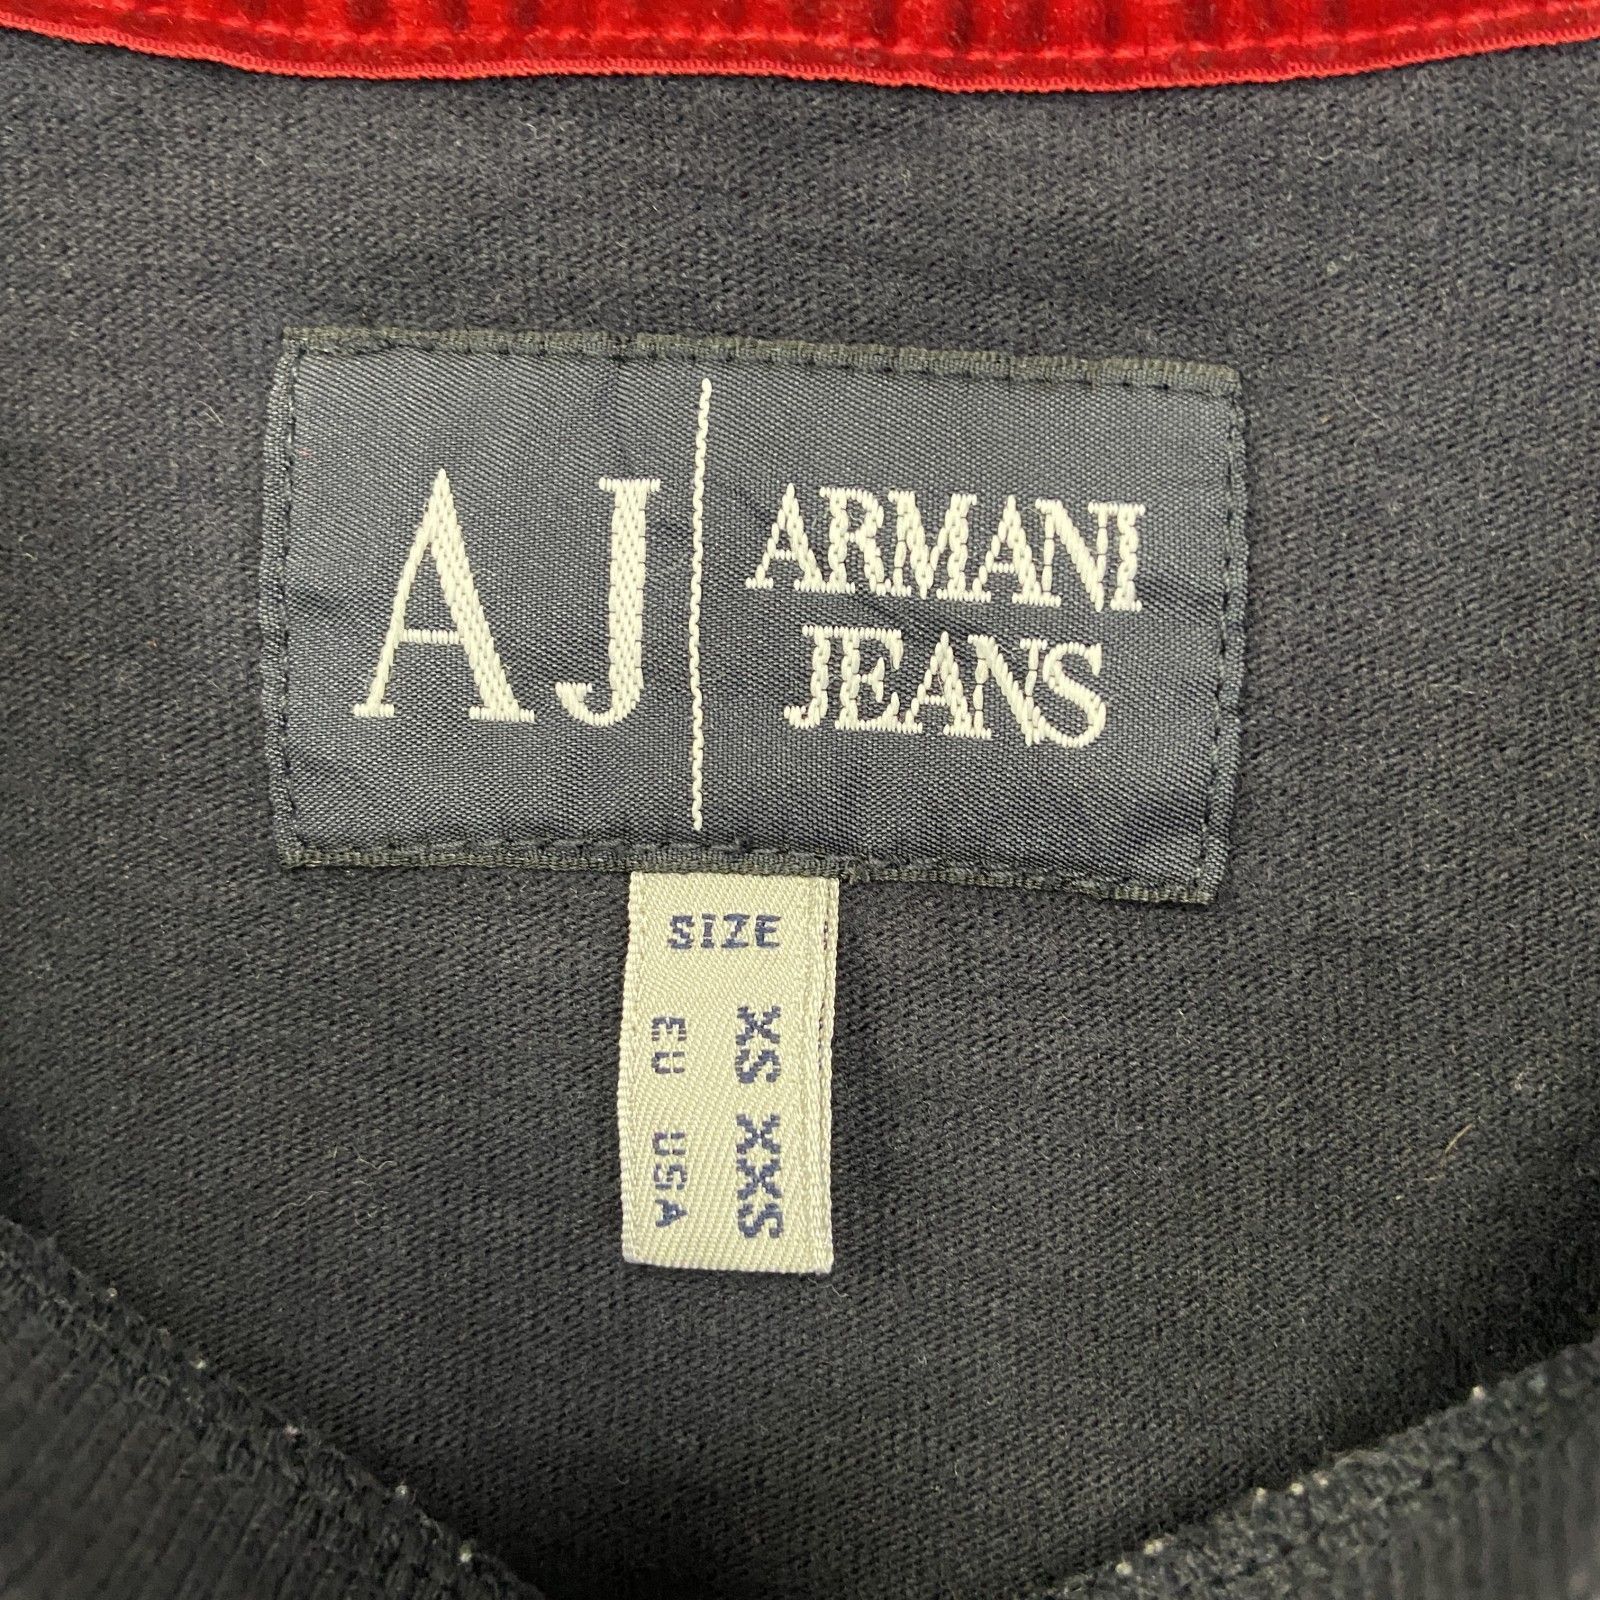 AJ
ARMANI
JEANS
SIZE
XS XXS
EU USA